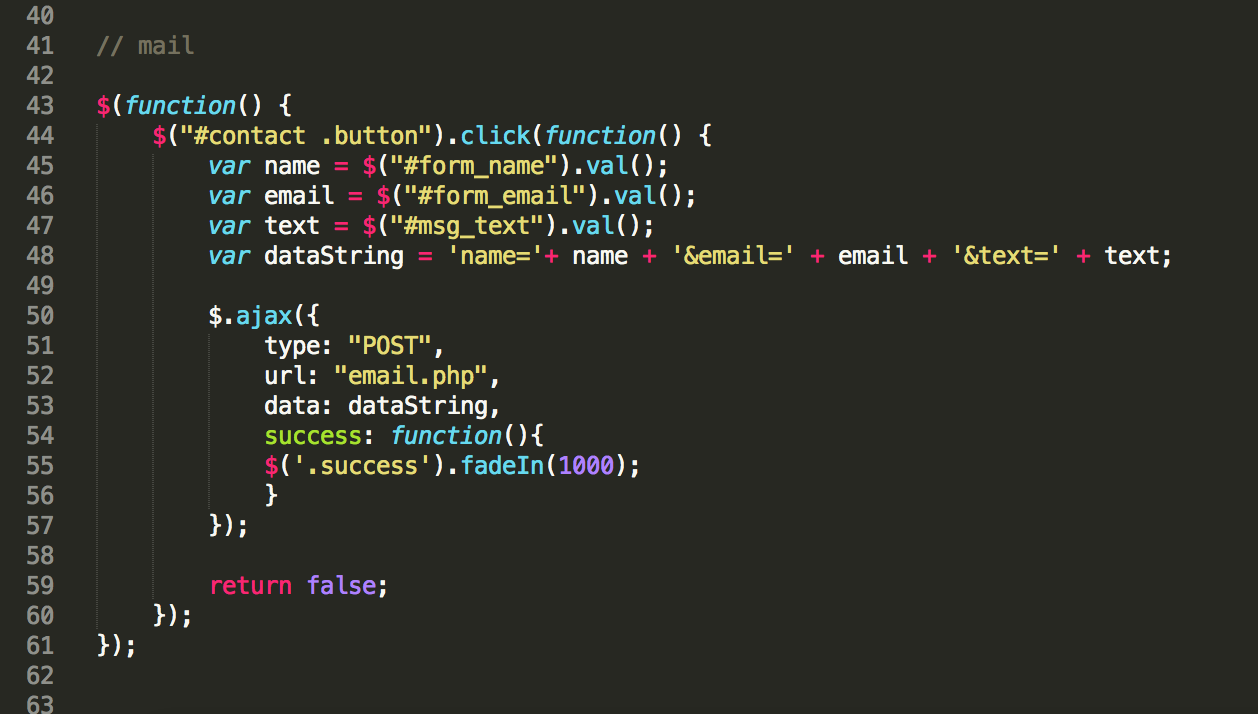 40
41 // mail
42
43 $(function() {
44 $("#contact .button").click(function() {
45 var name = $("#form_name").val();
46 var email = $("#form_email").val();
47 var text = $("#msg_text").val();
48 var dataString = 'name='+ name + '&email=' + email + '&text=' + text;
49
50 $.ajax({
51 type: "POST",
52 url: "email.php",
53 data: dataString,
54 success: function(){
55 $('.success').fadeIn(1000);
56 }
57 });
58
59 return false;
60 });
61 });
62
63